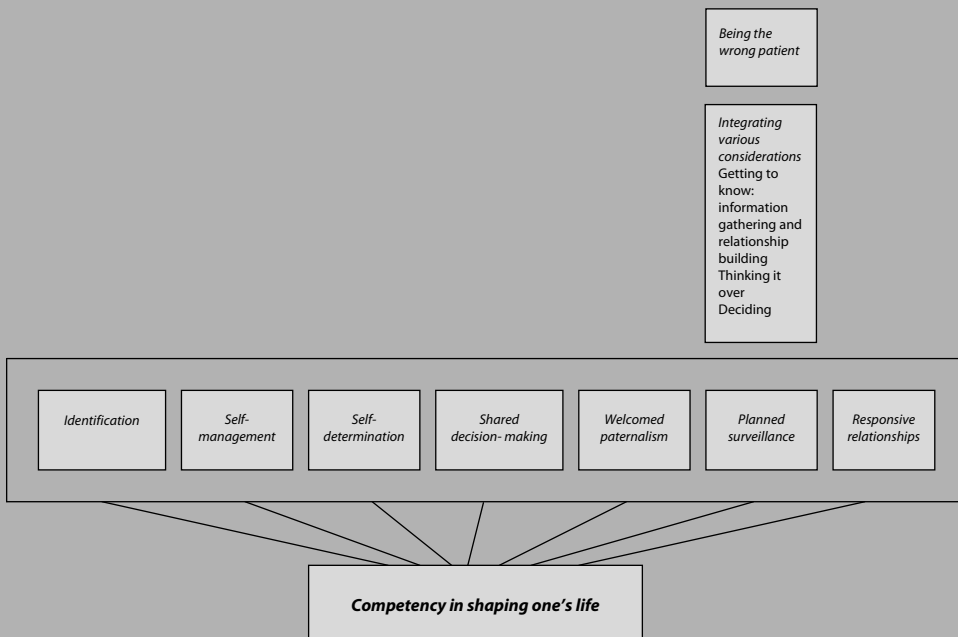 Being the
wrong patient
Integrating
various
considerations
Getting to
know:
information
gathering and
relationship
building
Thinking it
over
Deciding
Identification
Self-
management
Self-
determination
Shared
decision- making
Welcomed
paternalism
Planned
surveillance
Responsive
relationships
Competency in shaping one's life